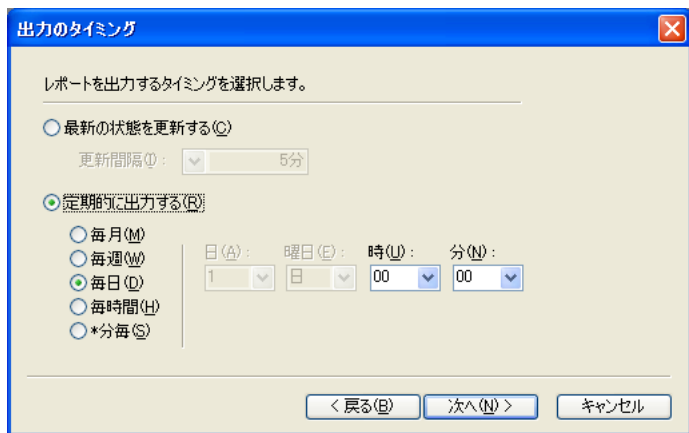 出力のタイミング
レポートを出力するタイミングを選択します。
最新の状態を更新する(C)
更新間隔(I): 5分
定期的に出力する(R)
毎月(M)
毎週(W)
毎日(D)
毎時間(H)
*分毎(S)
日(A): 曜日(E): 時(U): 分(N):
1 日 00 00
< 戻る(B) 次へ(N) > キャンセル